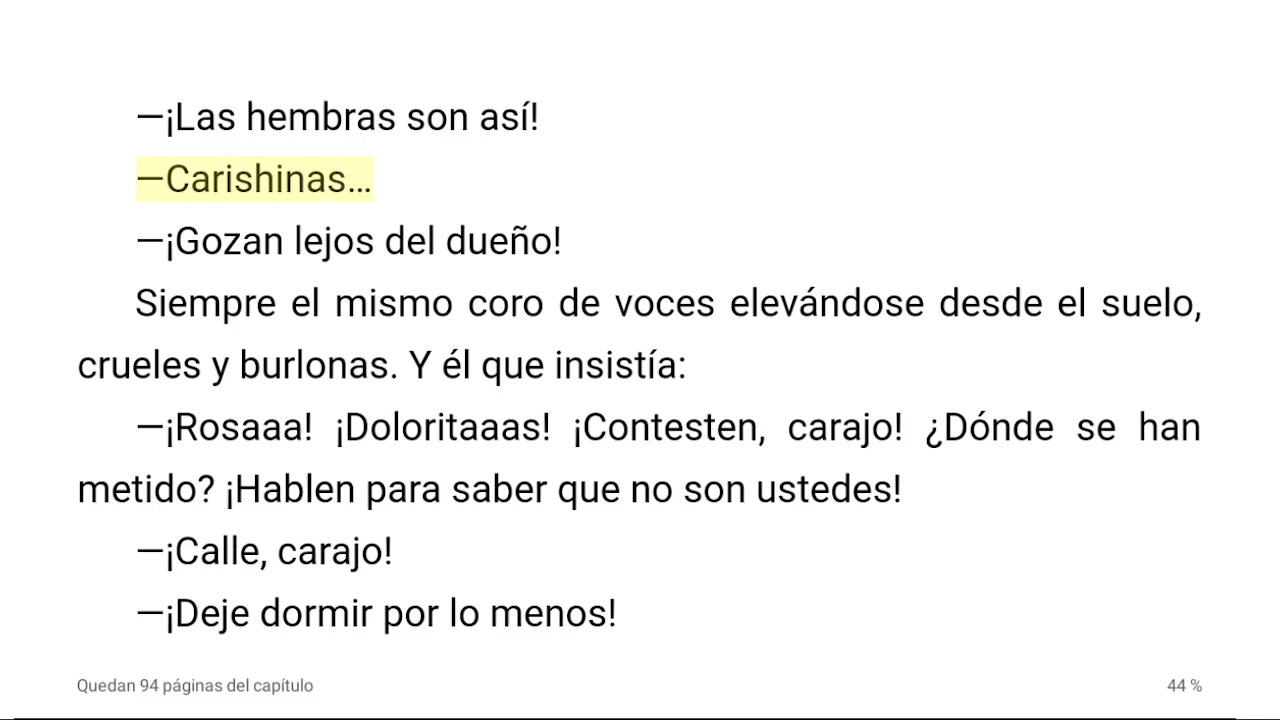 —¡Las hembras son así!
—Carishinas…
—¡Gozan lejos del dueño!
Siempre el mismo coro de voces elevándose desde el suelo,
crueles y burlonas. Y él que insistía:
—¡Rosaaa! ¡Doloritaaas! ¡Contesten, carajo! ¿Dónde se han
metido? ¡Hablen para saber que no son ustedes!
—¡Calle, carajo!
—¡Deje dormir por lo menos!
Quedan 94 páginas del capítulo
44 %